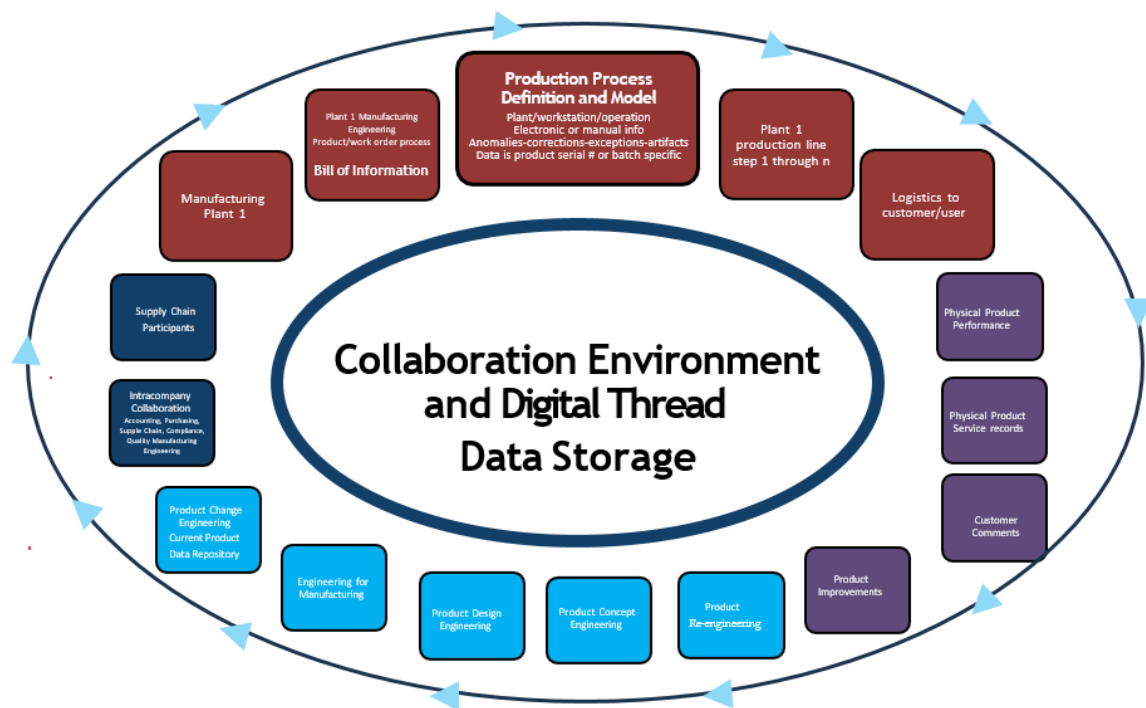 Production Process
Definition and Model
Plant/workstation/operation
Electronic or manual info
Anomalies-corrections-exceptions-artifacts
Data is product serial # or batch specific
Plant 1 Manufacturing
Engineering
Product/work order process
Bill of Information
Plant 1
production line
step 1 through n
Manufacturing
Plant 1
Logistics to
customer/user
Supply Chain
Participants
Physical Product
Performance
Collaboration Environment
and Digital Thread
Data Storage
Intracompany
Collaboration
Accounting, Purchasing,
Supply Chain, Compliance,
Quality Manufacturing
Engineering
Physical Product
Service records
Product Change
Engineering
Current Product
Data Repository
Customer
Comments
Engineering for
Manufacturing
Product Design
Engineering
Product Concept
Engineering
Product
Re-engineering
Product
Improvements